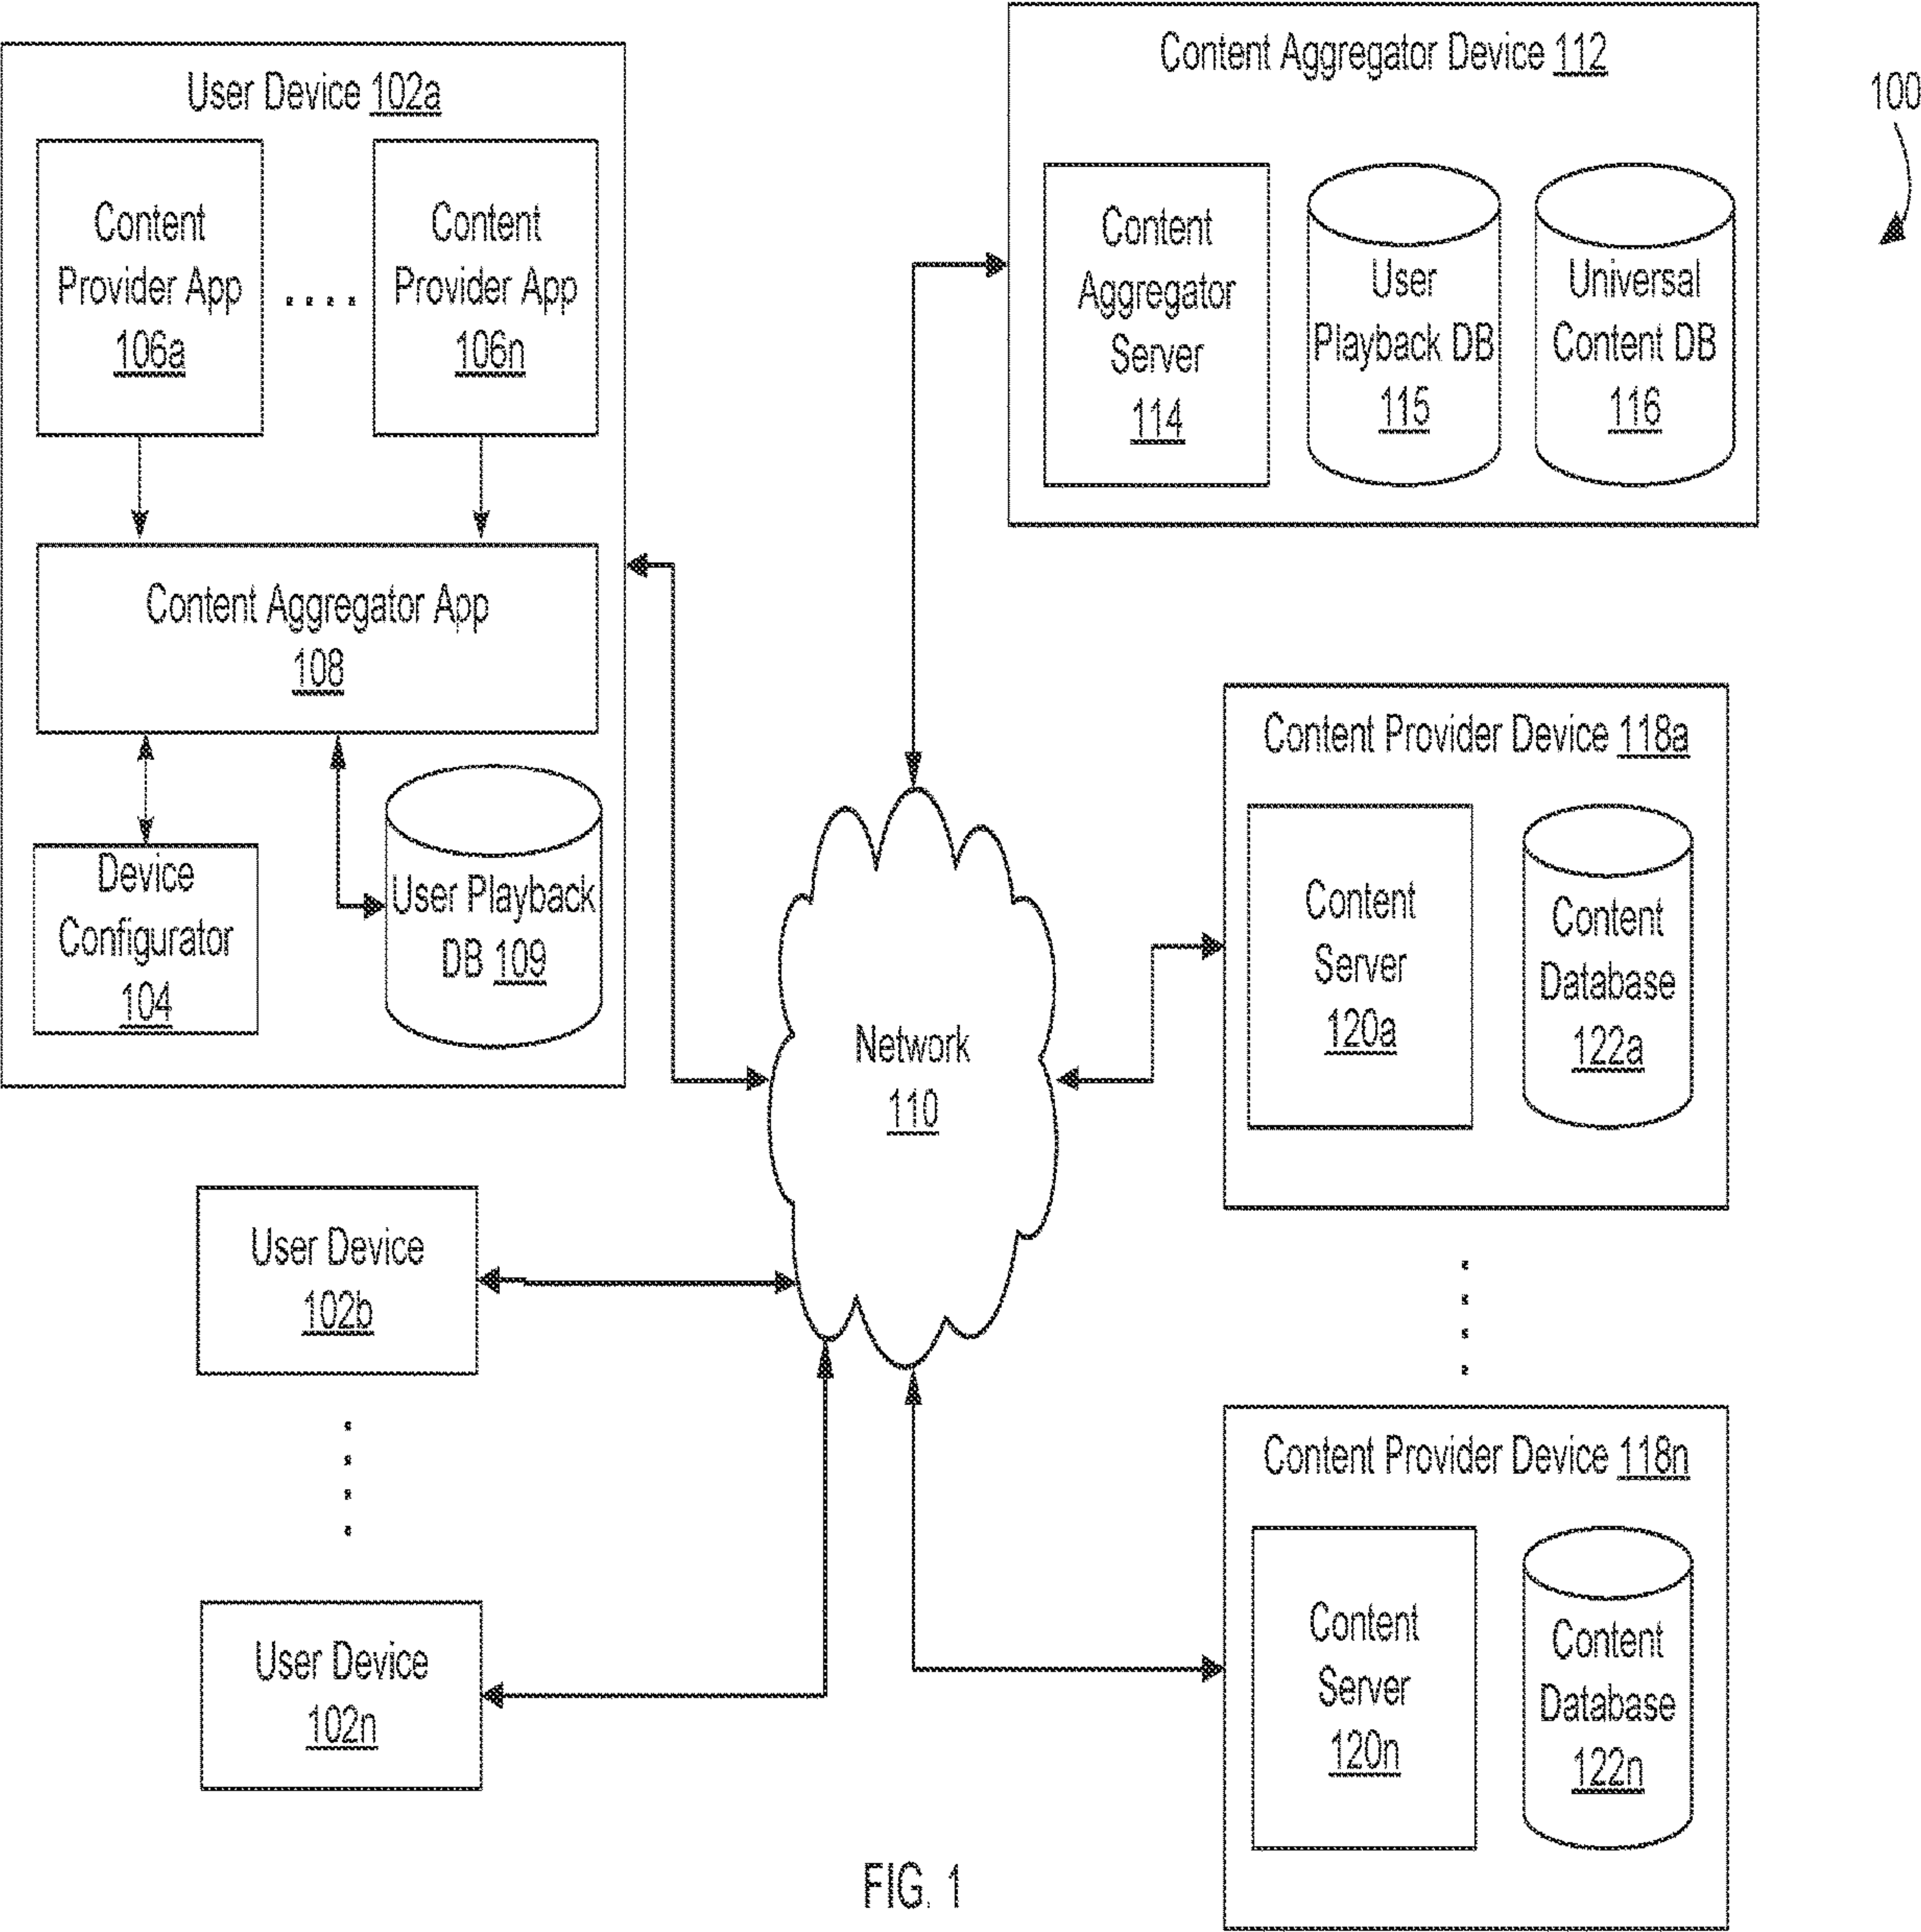 User Device 102a
Content
Provider App
106a
. . . .
Content
Provider App
106n
Content Aggregator App
108
Device
Configurator
104
User Playback
DB 109
Content Aggregator Device 112
Content
Aggregator
Server
114
User
Playback DB
115
Universal
Content DB
116
100
Network
110
Content Provider Device 118a
Content
Server
120a
Content
Database
122a
User Device
102b
User Device
102n
Content Provider Device 118n
Content
Server
120n
Content
Database
122n
FIG. 1